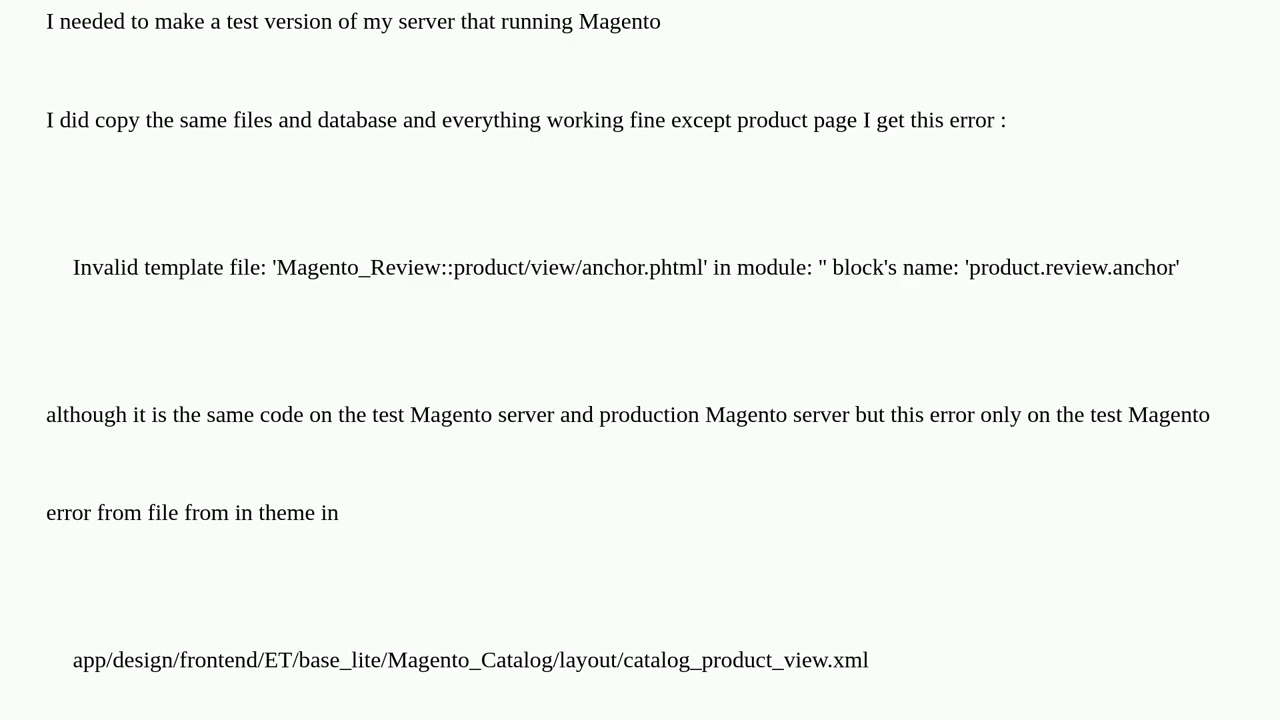 I needed to make a test version of my server that running Magento
I did copy the same files and database and everything working fine except product page I get this error :
Invalid template file: 'Magento_Review::product/view/anchor.phtml' in module: '' block's name: 'product.review.anchor'
although it is the same code on the test Magento server and production Magento server but this error only on the test Magento
error from file from in theme in
app/design/frontend/ET/base_lite/Magento_Catalog/layout/catalog_product_view.xml